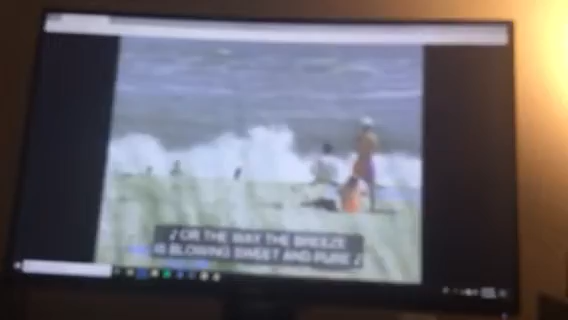 ♪ OR THE WAY THE BREEZE
IS BLOWING SWEET AND PURE ♪